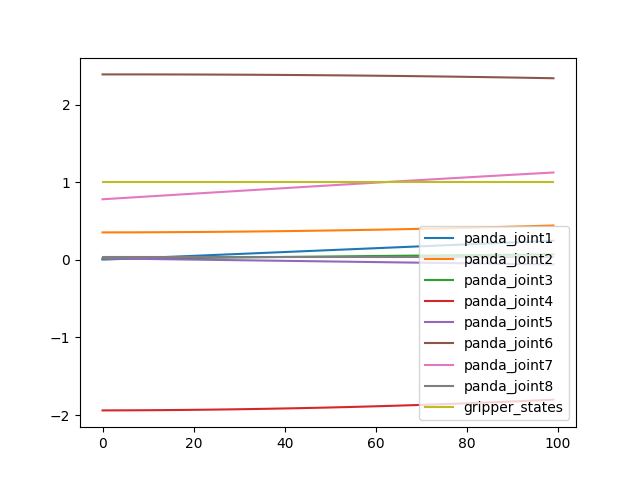 2
1
0
−1
−2
0
20
40
60
80
100
panda_joint1
panda_joint2
panda_joint3
panda_joint4
panda_joint5
panda_joint6
panda_joint7
panda_joint8
gripper_states